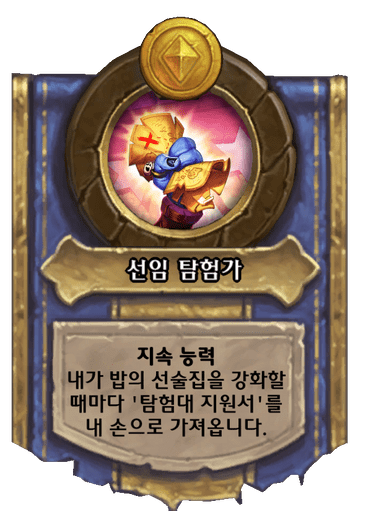 선임 탐험가
지속 능력
내가 밥의 선술집을 강화할
때마다 '탐험대 지원서'를
내 손으로 가져옵니다.